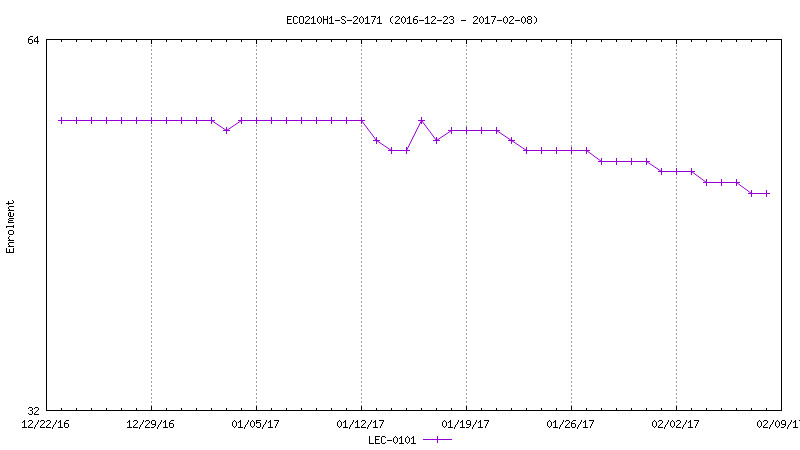 ECO210H1-S-20171 (2016-12-23 - 2017-02-08)
64
Enrolment
32
12/22/16 12/29/16 01/05/17 01/12/17 01/19/17 01/26/17 02/02/17 02/09/1
LEC-0101